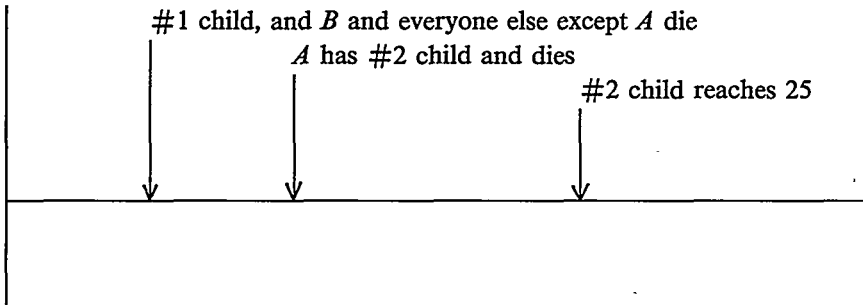 #1 child, and B and everyone else except A die
A has #2 child and dies
#2 child reaches 25